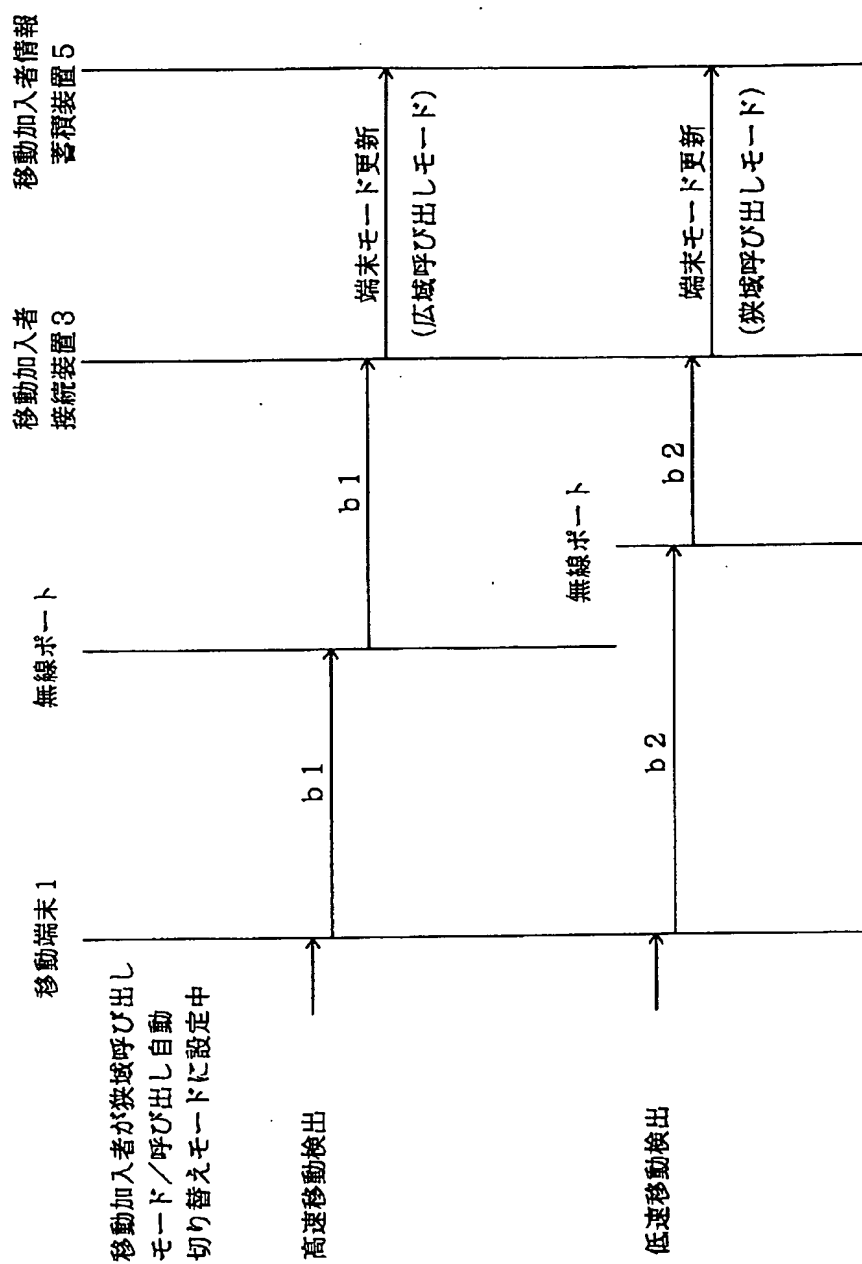 移動加入者が狭域呼び出し
モード／呼び出し自動
切り替えモードに設定中
移動端末1
無線ポート
移動加入者
接続装置3
移動加入者情報
蓄積装置5
高速移動検出
b1
b1
端末モード更新
(広域呼び出しモード)
無線ポート
低速移動検出
b2
b2
端末モード更新
(狭域呼び出しモード)